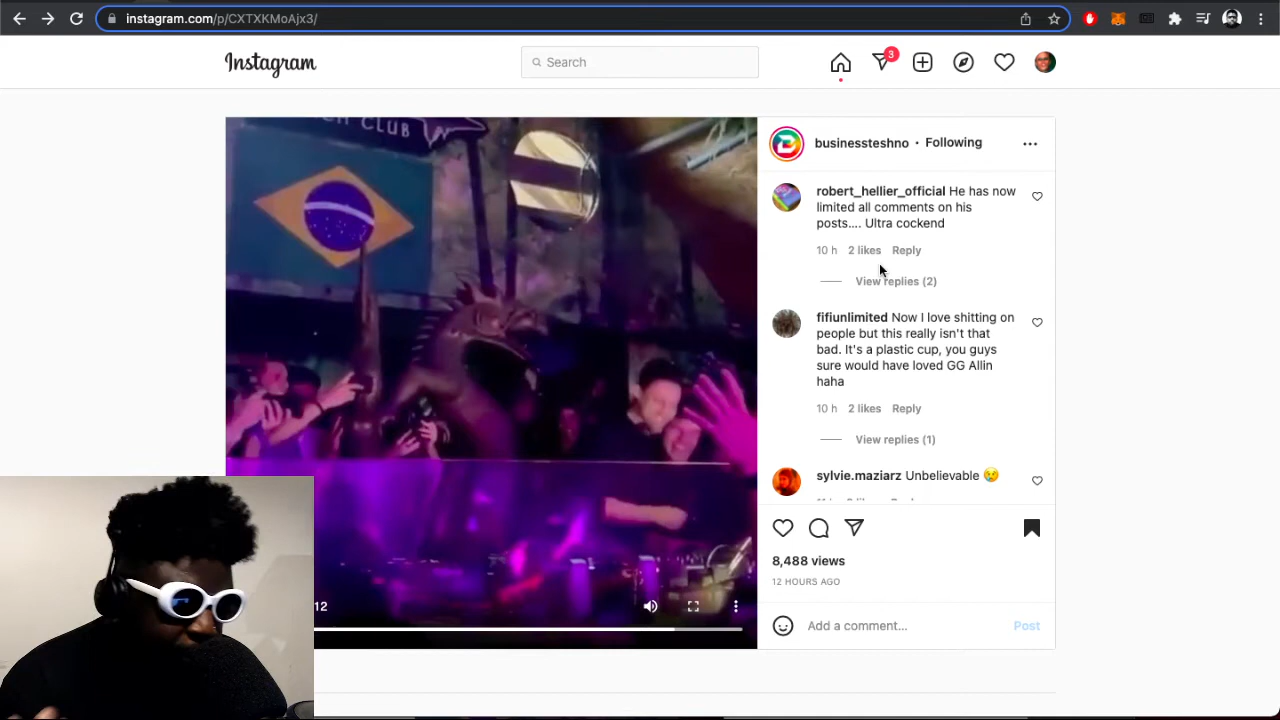 instagram.com/p/CXTXKMoAjx3/
Instagram
Search
3
CH CLUB
businessteshno • Following
robert_hellier_official He has now
limited all comments on his
posts.... Ultra cockend
10 h 2 likes Reply
View replies (2)
fifiunlimited Now I love shitting on
people but this really isn't that
bad. It's a plastic cup, you guys
sure would have loved GG Allin
haha
10 h 2 likes Reply
View replies (1)
sylvie.maziarz Unbelievable 😢
8,488 views
12 HOURS AGO
12
Add a comment...
Post